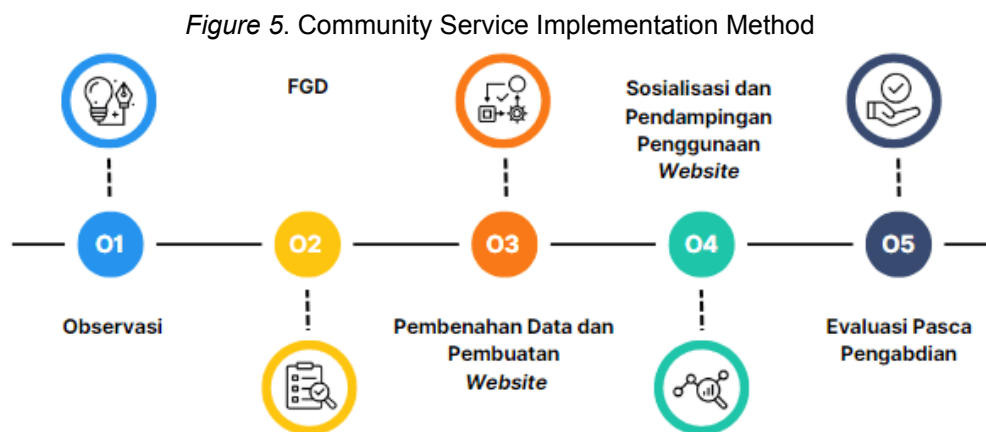 Figure 5. Community Service Implementation Method
FGD
Sosialisasi dan
Pendampingan
Penggunaan
Website
01
02
03
04
05
Observasi
Pembenahan Data dan
Pembuatan
Website
Evaluasi Pasca
Pengabdian